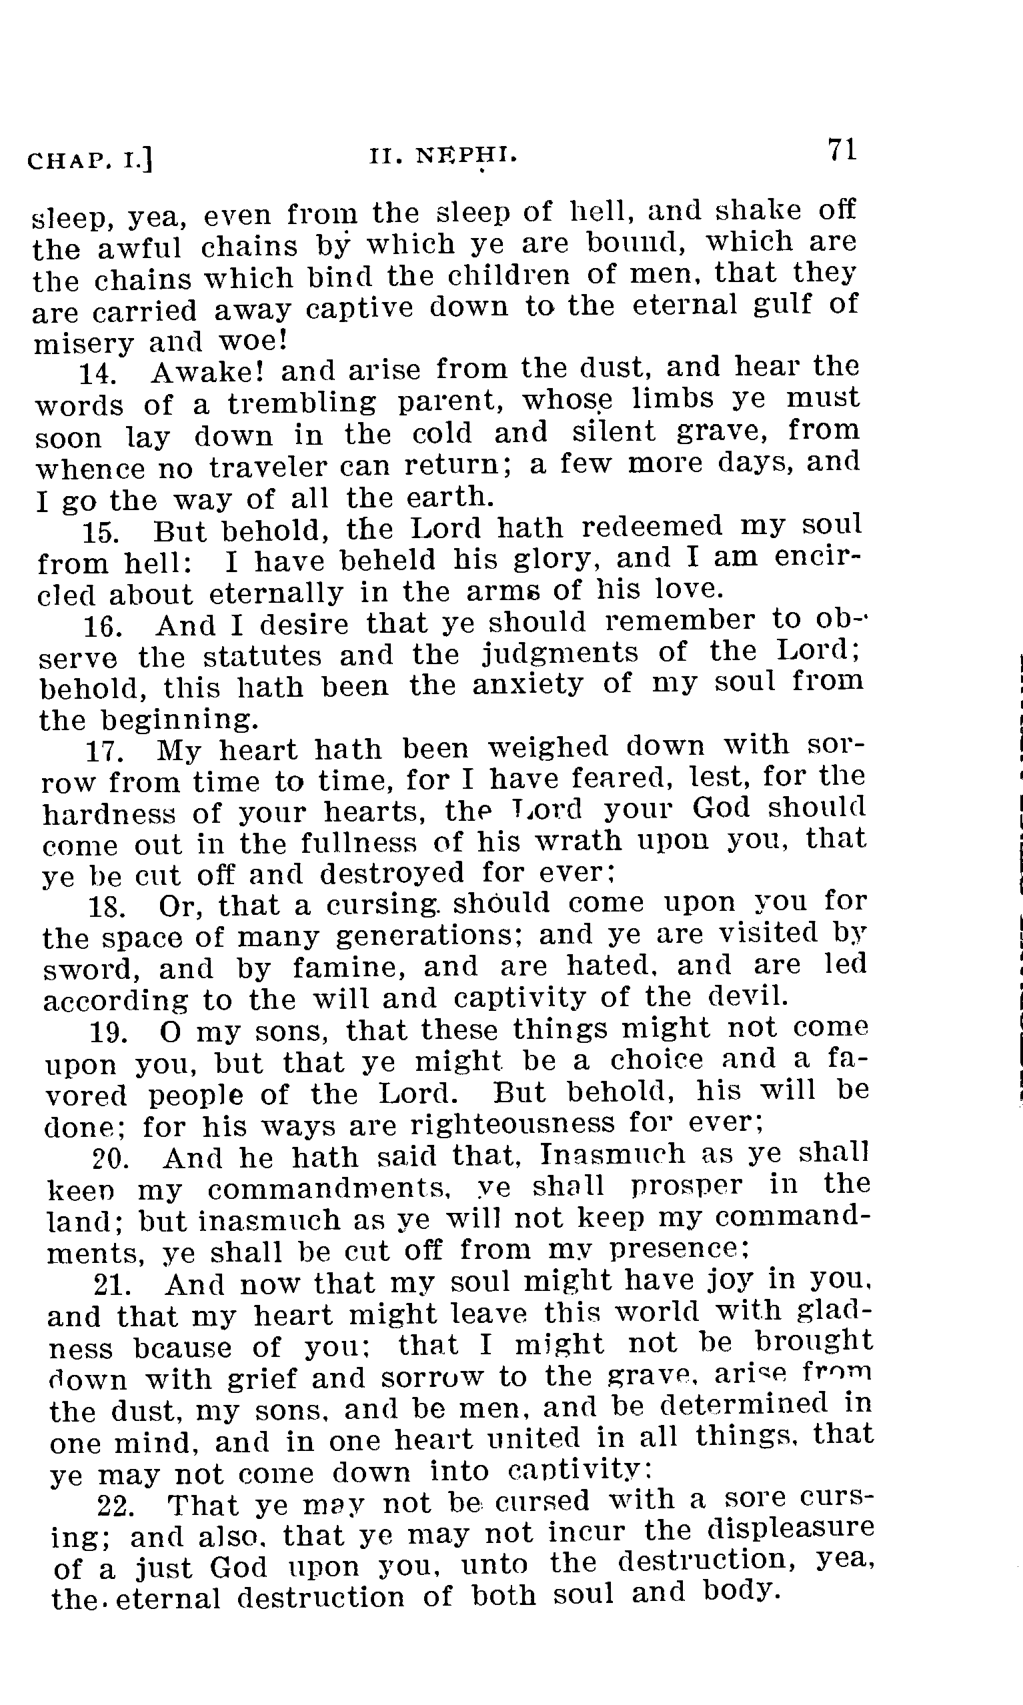 CHAP. I.] II. NEPHI. 71
sleep, yea, even from the sleep of hell, and shake off
the awful chains by which ye are bound, which are
the chains which bind the children of men, that they
are carried away captive down to the eternal gulf of
misery and woe!
14. Awake! and arise from the dust, and hear the
words of a trembling parent, whose limbs ye must
soon lay down in the cold and silent grave, from
whence no traveler can return; a few more days, and
I go the way of all the earth.
15. But behold, the Lord hath redeemed my soul
from hell: I have beheld his glory, and I am encir-
cled about eternally in the arms of his love.
16. And I desire that ye should remember to ob-
serve the statutes and the judgments of the Lord;
behold, this hath been the anxiety of my soul from
the beginning.
17. My heart hath been weighed down with sor-
row from time to time, for I have feared, lest, for the
hardness of your hearts, the Lord your God should
come out in the fullness of his wrath upon you, that
ye be cut off and destroyed for ever;
18. Or, that a cursing should come upon you for
the space of many generations; and ye are visited by
sword, and by famine, and are hated, and are led
according to the will and captivity of the devil.
19. O my sons, that these things might not come
upon you, but that ye might be a choice and a fa-
vored people of the Lord. But behold, his will be
done; for his ways are righteousness for ever;
20. And he hath said that, Inasmuch as ye shall
keep my commandments, ye shall prosper in the
land; but inasmuch as ye will not keep my command-
ments, ye shall be cut off from my presence;
21. And now that my soul might have joy in you,
and that my heart might leave this world with glad-
ness bcause of you; that I might not be brought
down with grief and sorrow to the grave, arise from
the dust, my sons, and be men, and be determined in
one mind, and in one heart united in all things, that
ye may not come down into captivity:
22. That ye may not be cursed with a sore curs-
ing; and also, that ye may not incur the displeasure
of a just God upon you, unto the destruction, yea,
the eternal destruction of both soul and body.